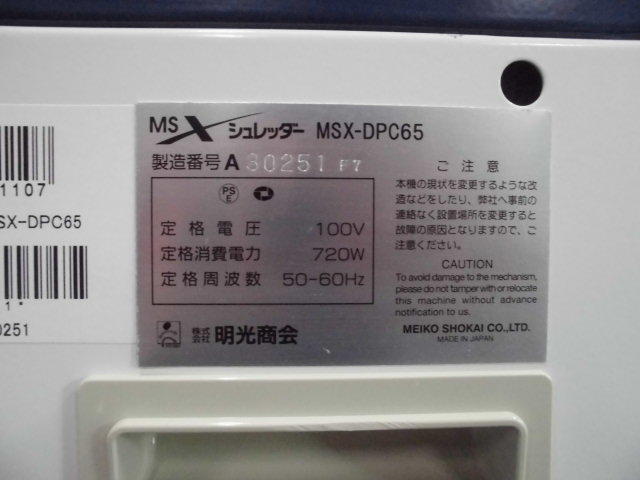 MSX シュレッダー MSX-DPC65
製造番号 A 30251 F7
PS
E
定格電圧 100V
定格消費電力 720W
定格周波数 50-60Hz
株式
会社 明光商会
ご注意
本機の現状を変更するような改
造などをしたり、弊社へ事前の
連絡なく設置場所を変更すると
故障の原因となりますので、ご
注意ください。
CAUTION
To avoid damage to the mechanism,
please do not tamper with or relocate
this machine without advance
notification to us.
MEIKO SHOKAI CO.,LTD.
MADE IN JAPAN
1107
SX-DPC65
1*
0251